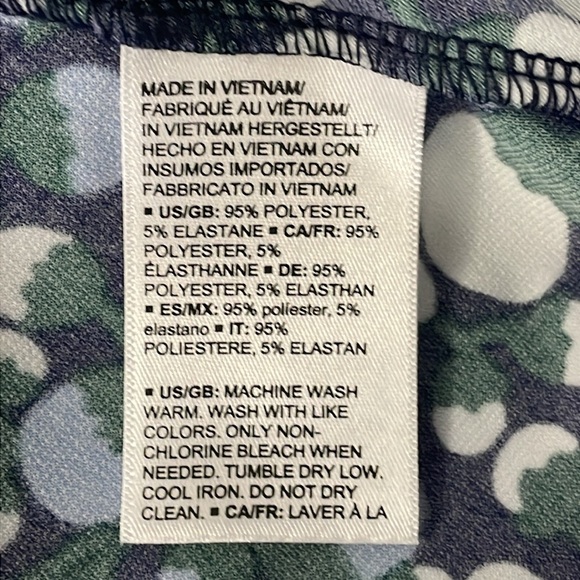 MADE IN VIETNAM/
FABRIQUÉ AU VIÊTNAM/
IN VIETNAM HERGESTELLT/
HECHO EN VIETNAM CON
INSUMOS IMPORTADOS/
FABBRICATO IN VIETNAM
▪ US/GB: 95% POLYESTER,
5% ELASTANE ▪ CA/FR: 95%
POLYESTER, 5%
ÉLASTHANNE ▪ DE: 95%
POLYESTER, 5% ELASTHAN
▪ ES/MX: 95% poliéster, 5%
elastano ▪ IT: 95%
POLIESTERE, 5% ELASTAN
▪ US/GB: MACHINE WASH
WARM. WASH WITH LIKE
COLORS. ONLY NON-
CHLORINE BLEACH WHEN
NEEDED. TUMBLE DRY LOW.
COOL IRON. DO NOT DRY
CLEAN. ▪ CA/FR: LAVER À LA